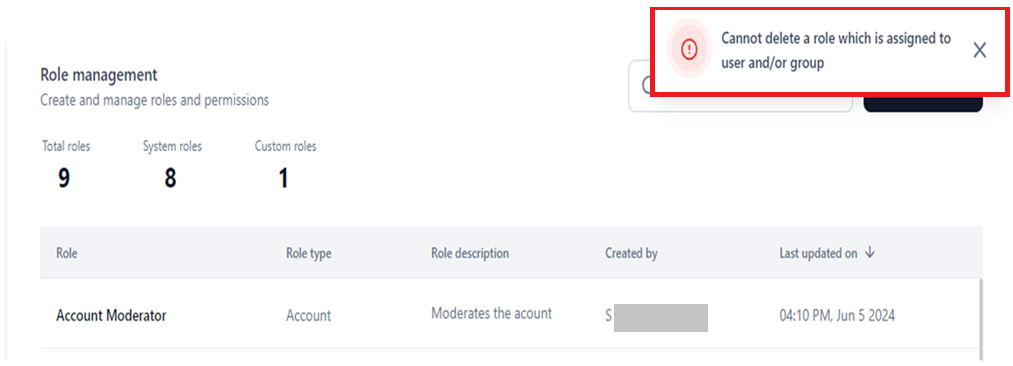 Cannot delete a role which is assigned to
user and/or group
Role management
Create and manage roles and permissions
Total roles System roles Custom roles
9 8 1
Role Role type Role description Created by Last updated on
Account Moderator Account Moderates the acount S 04:10 PM, Jun 5 2024